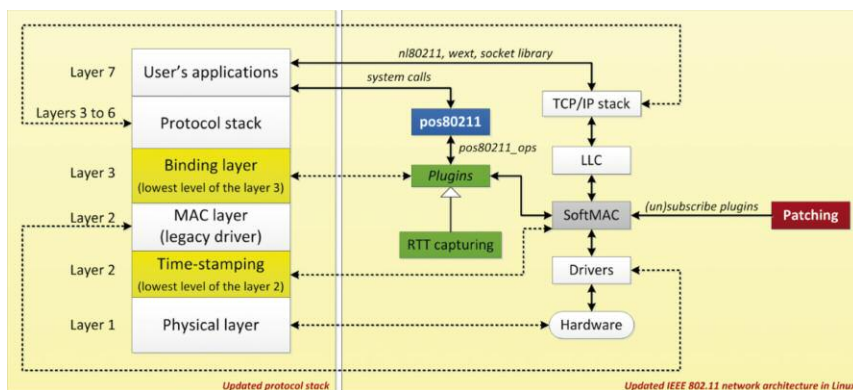 nl80211, wext, socket library
Layer 7
User's applications
system calls
TCP/IP stack
Layers 3 to 6
Protocol stack
pos80211
pos80211_ops
LLC
Layer 3
Binding layer
(lowest level of the layer 3)
Plugins
Layer 2
MAC layer
(legacy driver)
SoftMAC
(un)subscribe plugins
Patching
RTT capturing
Layer 2
Time-stamping
(lowest level of the layer 2)
Drivers
Layer 1
Physical layer
Hardware
Updated protocol stack
Updated IEEE 802.11 network architecture in Linux